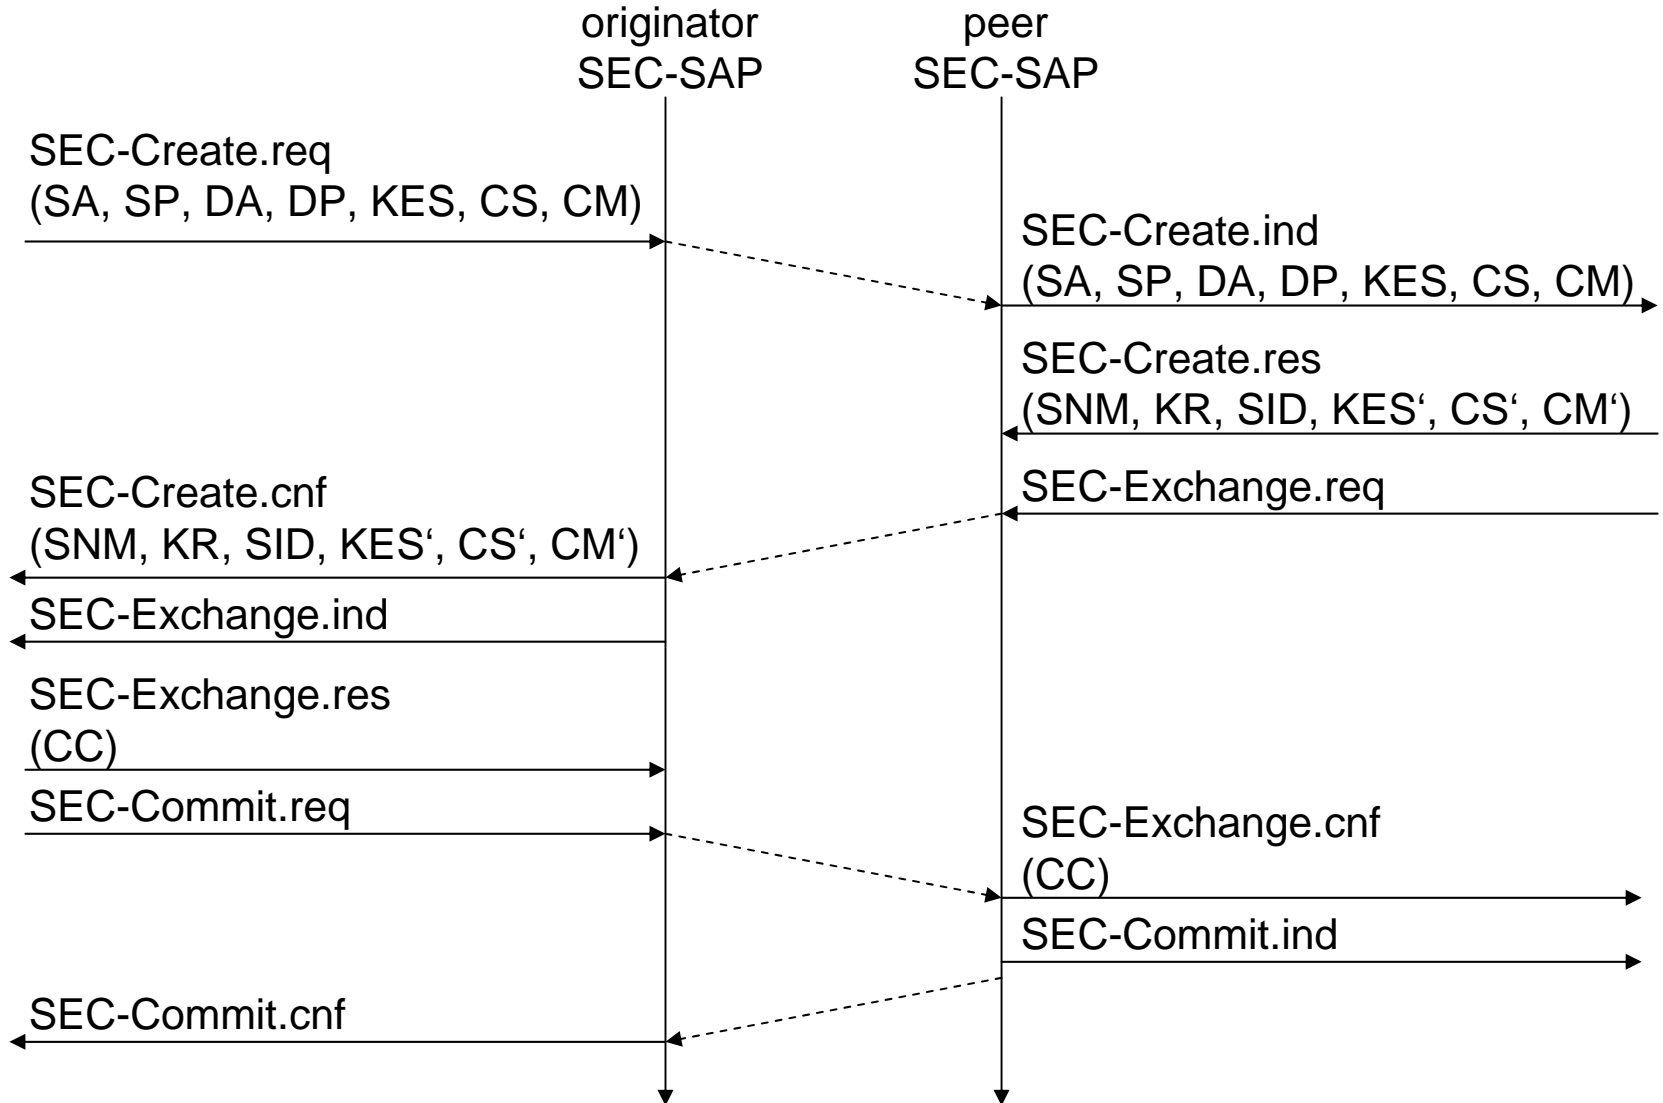 originator
SEC-SAP
peer
SEC-SAP
SEC-Create.req
(SA, SP, DA, DP, KES, CS, CM)
SEC-Create.ind
(SA, SP, DA, DP, KES, CS, CM)
SEC-Create.res
(SNM, KR, SID, KES‘, CS‘, CM‘)
SEC-Exchange.req
SEC-Create.cnf
(SNM, KR, SID, KES‘, CS‘, CM‘)
SEC-Exchange.ind
SEC-Exchange.res
(CC)
SEC-Commit.req
SEC-Exchange.cnf
(CC)
SEC-Commit.ind
SEC-Commit.cnf